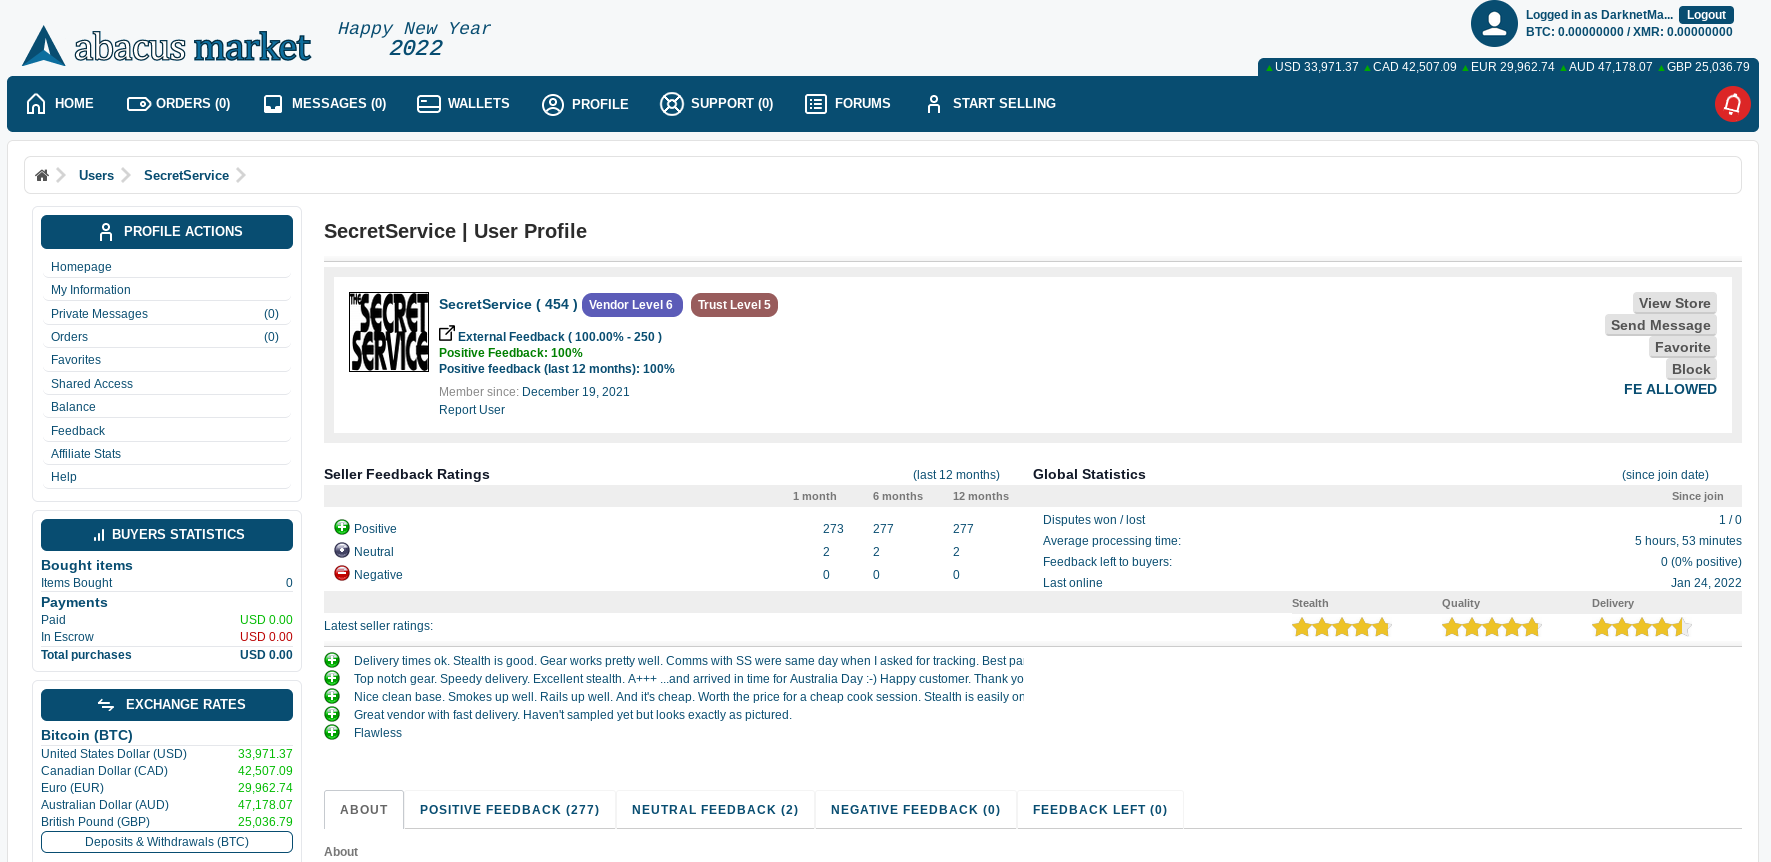 abacus market
Happy New Year
2022
Logged in as DarknetMa... Logout
BTC: 0.00000000 / XMR: 0.00000000
USD 33,971.37 CAD 42,507.09 EUR 29,962.74 AUD 47,178.07 GBP 25,036.79
HOME ORDERS (0) MESSAGES (0) WALLETS PROFILE SUPPORT (0) FORUMS START SELLING
Users SecretService
PROFILE ACTIONS
Homepage
My Information
Private Messages (0)
Orders (0)
Favorites
Shared Access
Balance
Feedback
Affiliate Stats
Help
BUYERS STATISTICS
Bought items
Items Bought 0
Payments
Paid USD 0.00
In Escrow USD 0.00
Total purchases USD 0.00
EXCHANGE RATES
Bitcoin (BTC)
United States Dollar (USD) 33,971.37
Canadian Dollar (CAD) 42,507.09
Euro (EUR) 29,962.74
Australian Dollar (AUD) 47,178.07
British Pound (GBP) 25,036.79
Deposits & Withdrawals (BTC)
SecretService | User Profile
THE SECRET SERVICE
SecretService ( 454 ) Vendor Level 6 Trust Level 5
External Feedback ( 100.00% - 250 )
Positive Feedback: 100%
Positive feedback (last 12 months): 100%
Member since: December 19, 2021
Report User
View Store
Send Message
Favorite
Block
FE ALLOWED
Seller Feedback Ratings (last 12 months)
1 month 6 months 12 months
Positive 273 277 277
Neutral 2 2 2
Negative 0 0 0
Global Statistics (since join date)
Since join
Disputes won / lost 1 / 0
Average processing time: 5 hours, 53 minutes
Feedback left to buyers: 0 (0% positive)
Last online Jan 24, 2022
Stealth Quality Delivery
Latest seller ratings:
Delivery times ok. Stealth is good. Gear works pretty well. Comms with SS were same day when I asked for tracking. Best pa
Top notch gear. Speedy delivery. Excellent stealth. A+++ ...and arrived in time for Australia Day :-) Happy customer. Thank yo
Nice clean base. Smokes up well. Rails up well. And it's cheap. Worth the price for a cheap cook session. Stealth is easily on
Great vendor with fast delivery. Haven't sampled yet but looks exactly as pictured.
Flawless
ABOUT POSITIVE FEEDBACK (277) NEUTRAL FEEDBACK (2) NEGATIVE FEEDBACK (0) FEEDBACK LEFT (0)
About